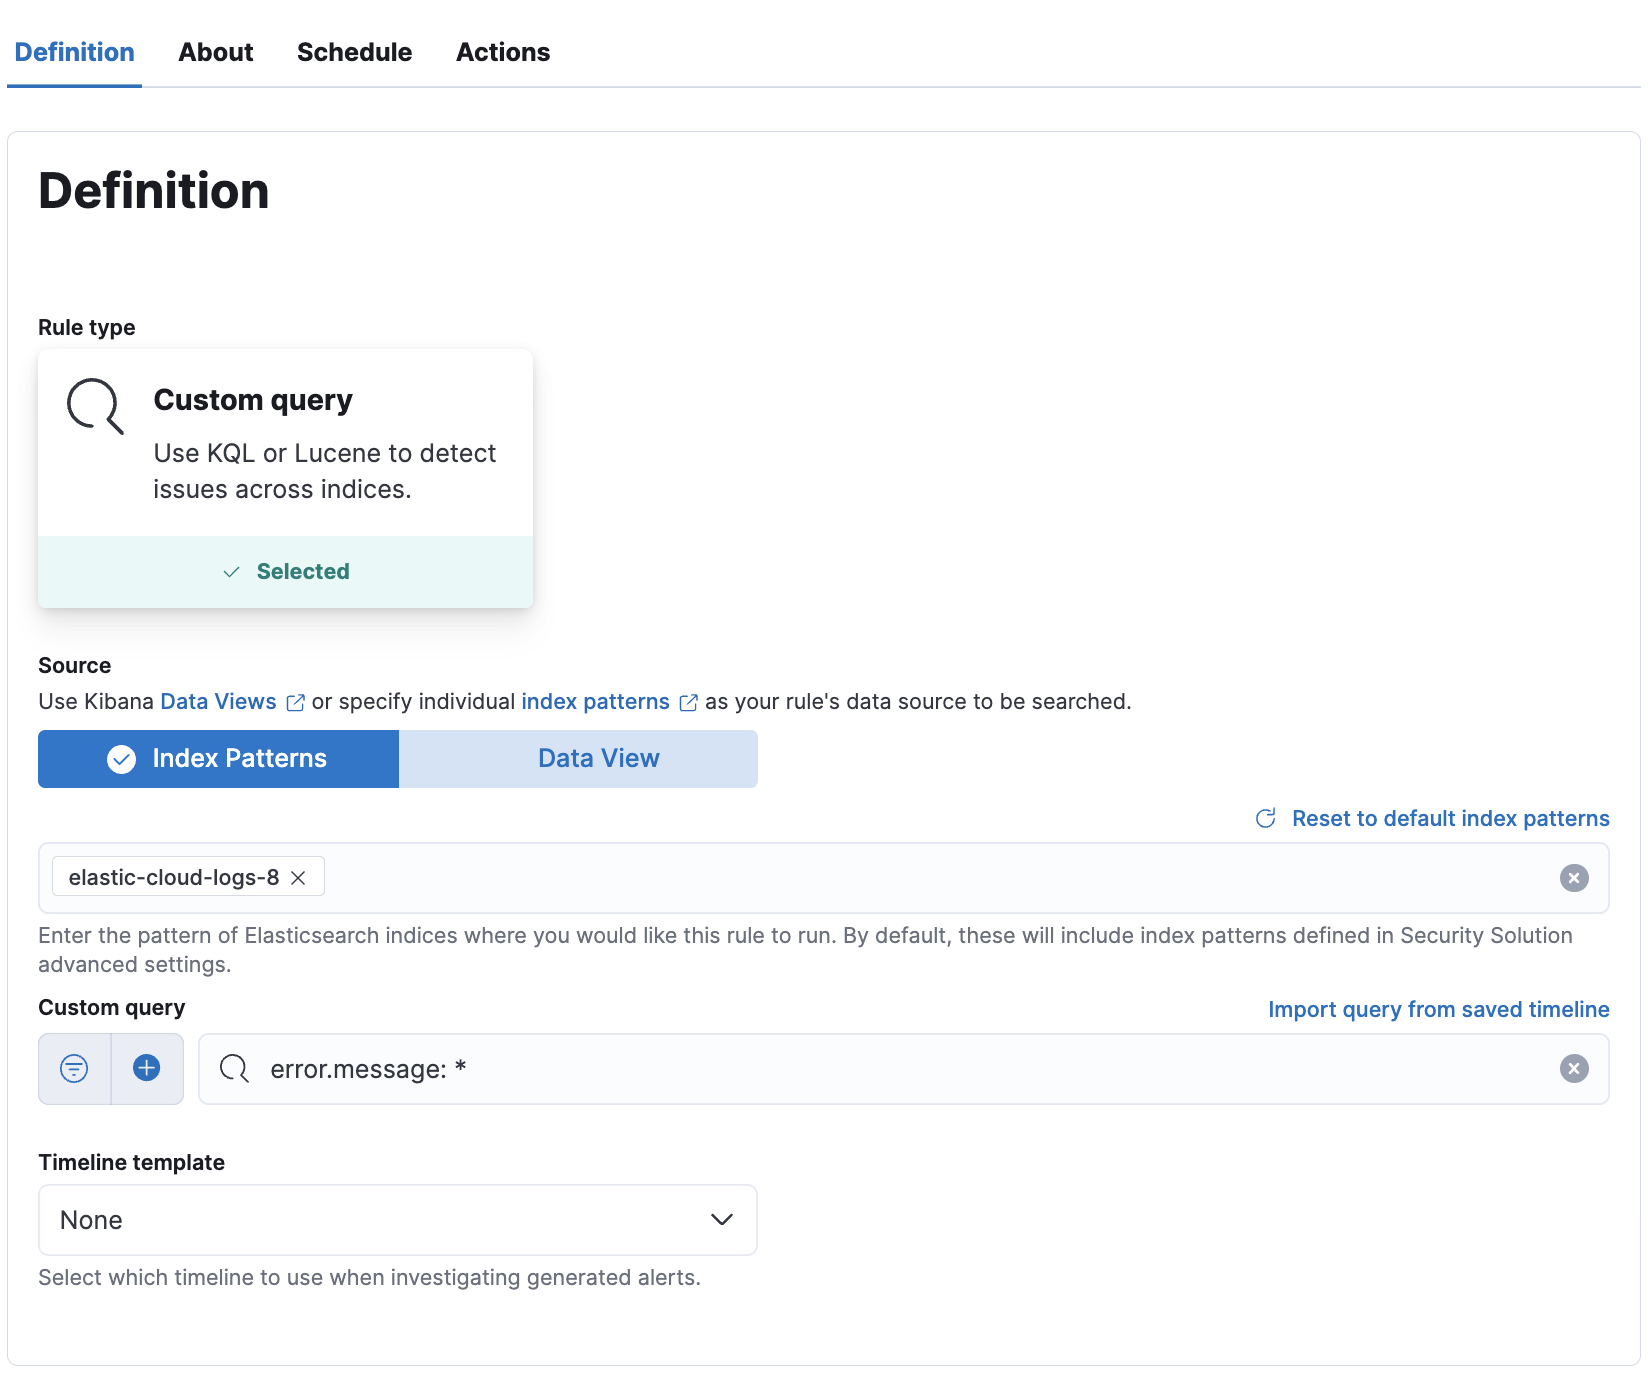 Definition About Schedule Actions
Definition
Rule type
Custom query
Use KQL or Lucene to detect
issues across indices.
Selected
Source
Use Kibana Data Views or specify individual index patterns as your rule's data source to be searched.
Index Patterns Data View
Reset to default index patterns
elastic-cloud-logs-8
Enter the pattern of Elasticsearch indices where you would like this rule to run. By default, these will include index patterns defined in Security Solution
advanced settings.
Custom query Import query from saved timeline
error.message: *
Timeline template
None
Select which timeline to use when investigating generated alerts.